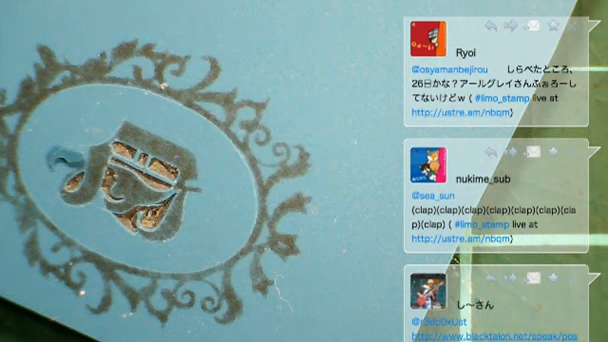 Ryoi
@osyamanbejirou しらべたところ、
26日かな？アールグレイさんふぉろーし
てないけどｗ ( #limo_stamp live at
http://ustre.am/nbqm)
nukime_sub
@sea_sun
(clap)(clap)(clap)(clap)(clap)(clap)(cla
p)(clap) ( #limo_stamp live at
http://ustre.am/nbqm)
し〜さん
http://www.blacktalon.net/speak/pos